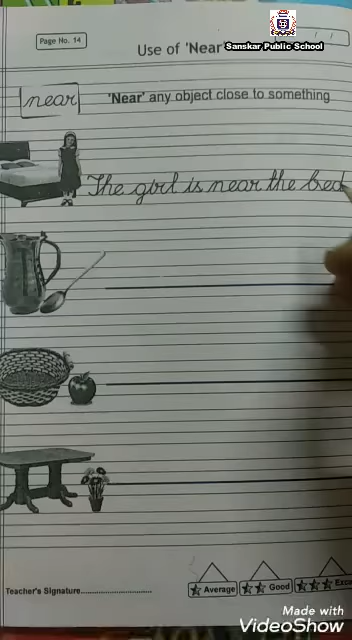 Page No. 14
Sanskar Public School
Use of 'Near'
near
'Near' any object close to something
The girl is near the bed
Teacher's Signature
Average
Good
Made with
VideoShow